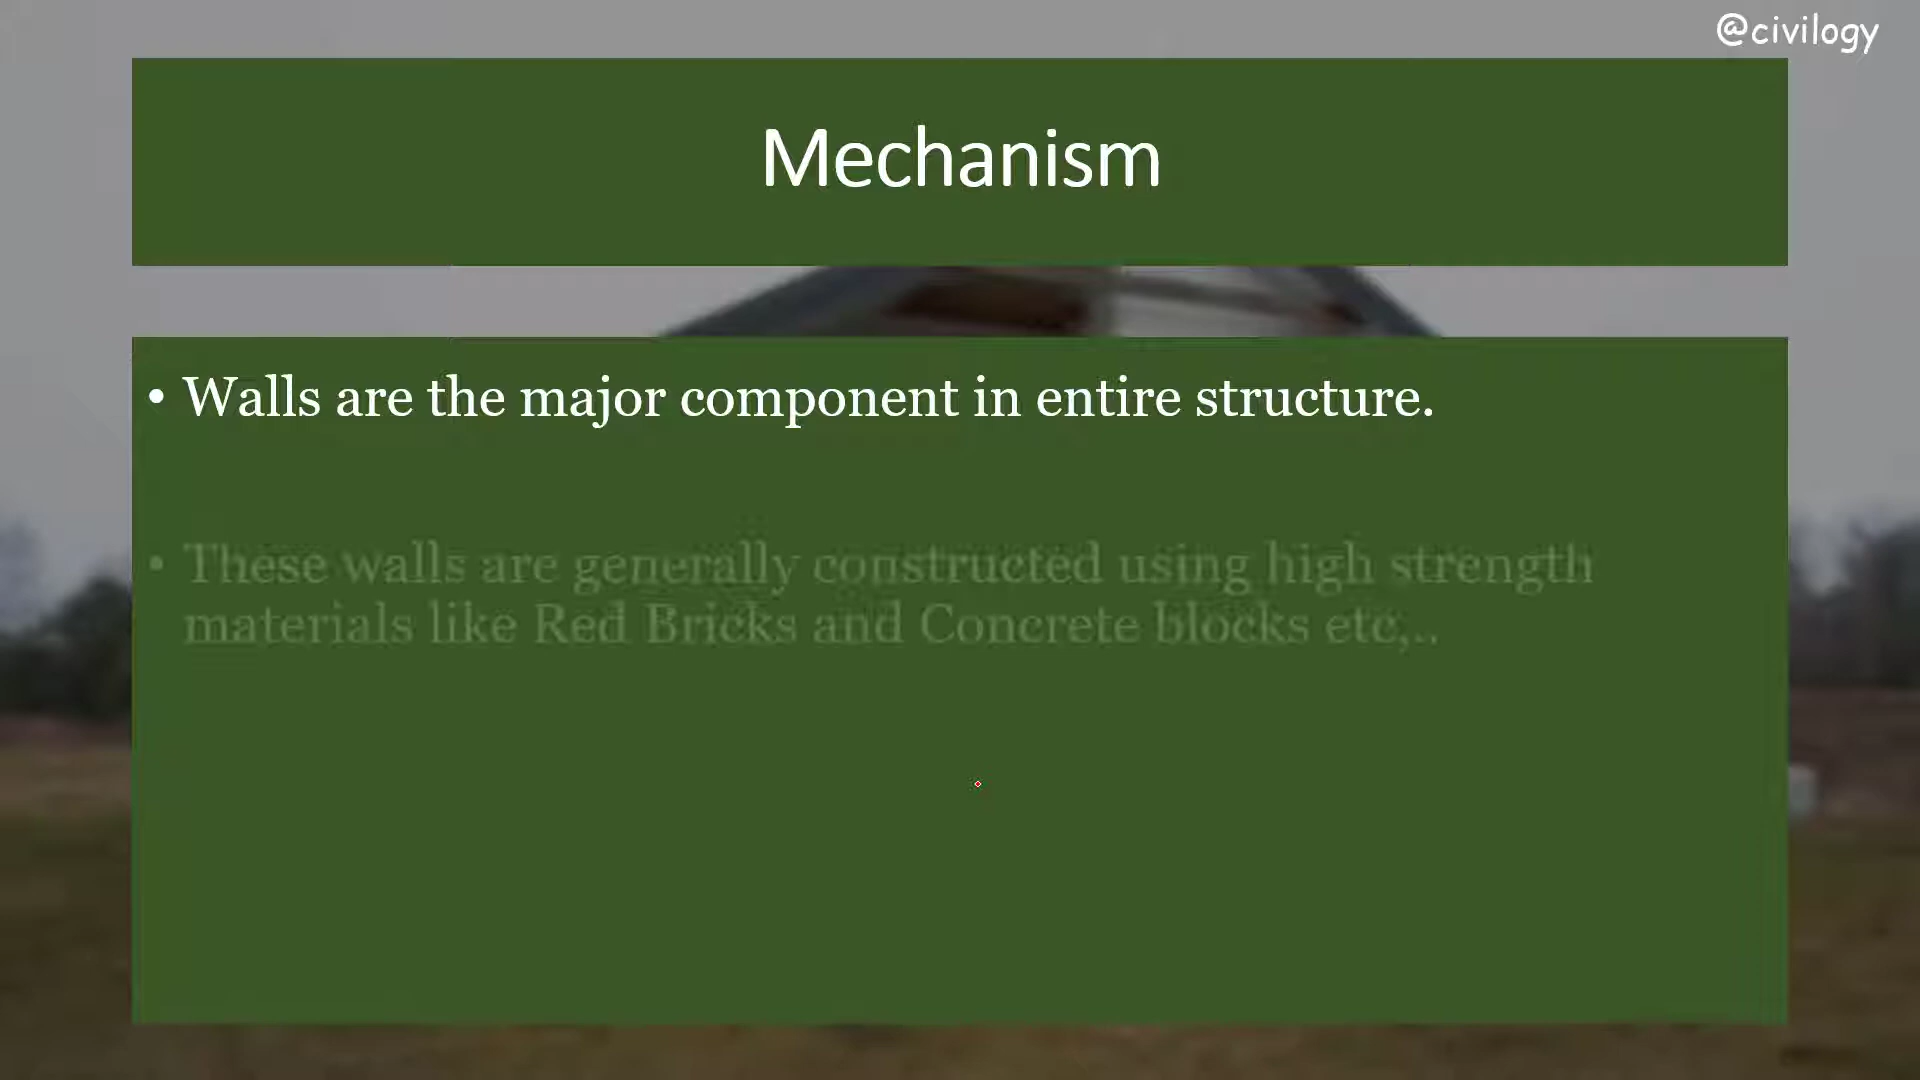 @civilogy
Mechanism
• Walls are the major component in entire structure.
• These walls are generally constructed using high strength
materials like Red Bricks and Concrete blocks etc,..